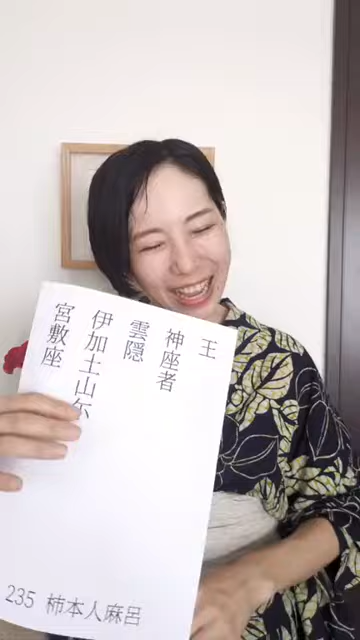 王
神座者
雲隠
伊加土山尓
宮敷座
235 柿本人麻呂